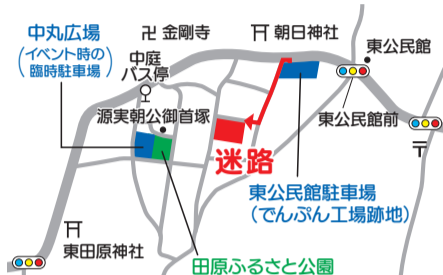 中丸広場
(イベント時の
臨時駐車場)
卍 金剛寺
朝日神社
東公民館
中庭
バス停
源実朝公御首塚
東公民館前
迷路
東公民館駐車場
(でんぷん工場跡地)
〒
東田原神社
田原ふるさと公園